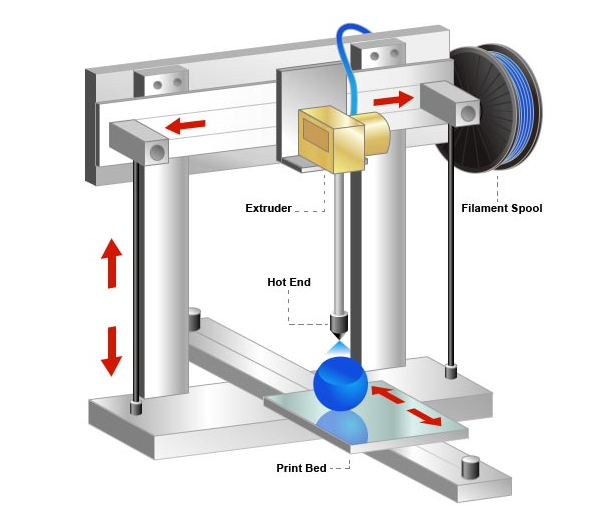 Extruder
Filament Spool
Hot End
Print Bed